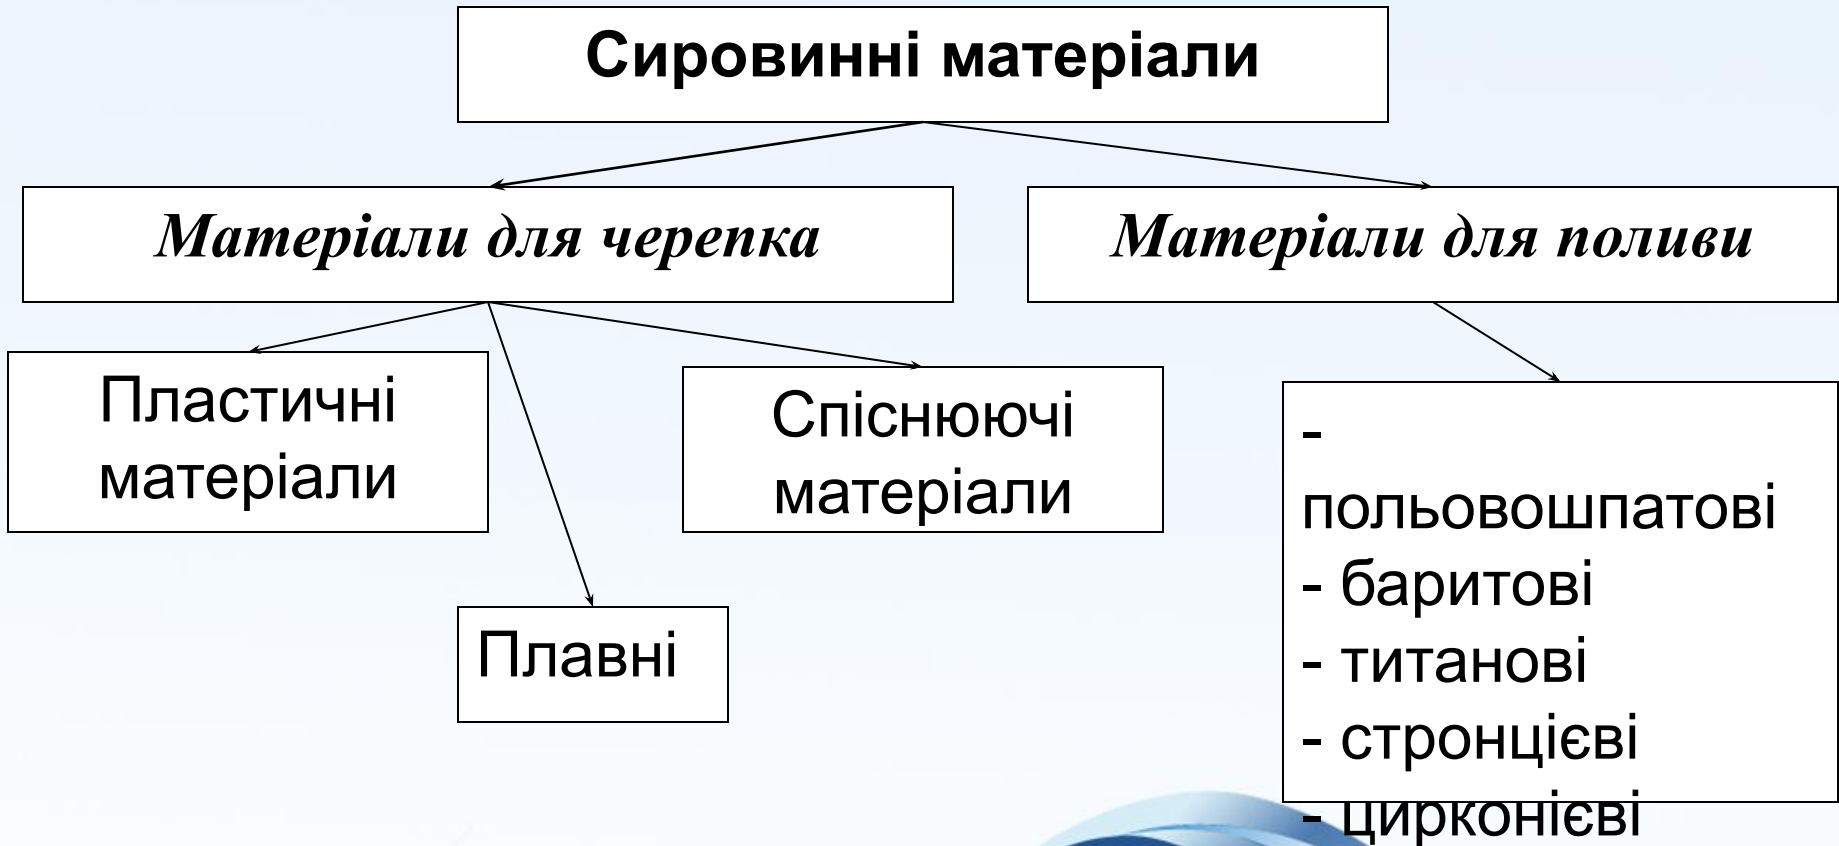 Сировинні матеріали
Матеріали для черепка
Матеріали для поливи
Пластичні
матеріали
Спіснюючі
матеріали
Плавні
-
польовошпатові
- баритові
- титанові
- стронцієві
- цирконієві